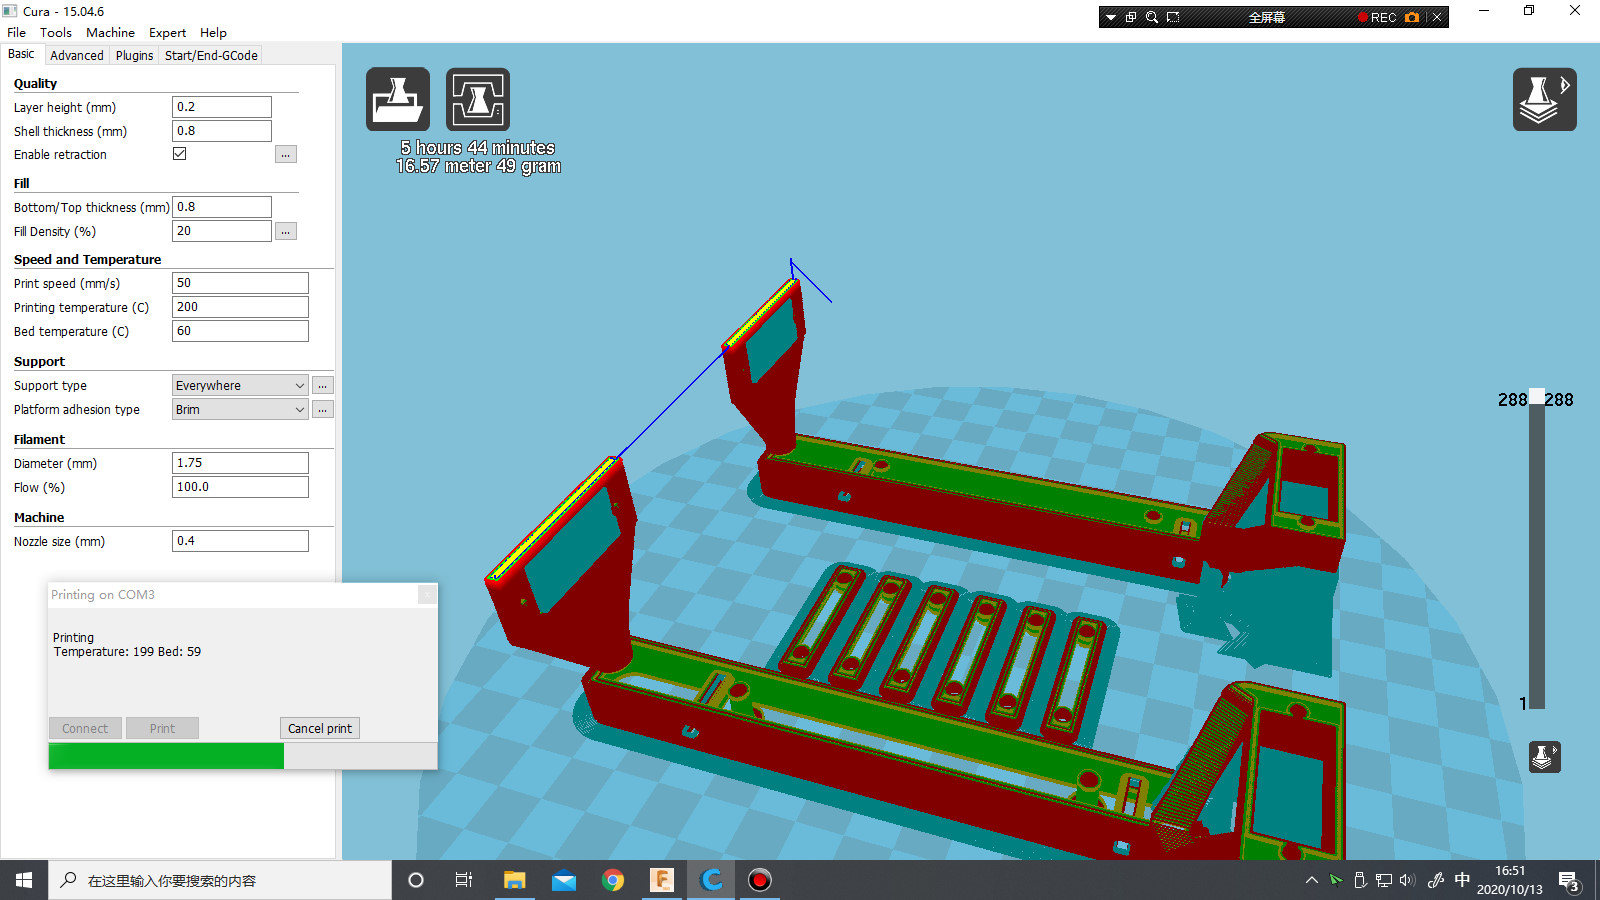 Cura - 15.04.6
全屏幕
REC
File Tools Machine Expert Help
Basic Advanced Plugins Start/End-GCode
Quality
Layer height (mm) 0.2
Shell thickness (mm) 0.8
Enable retraction ...
Fill
Bottom/Top thickness (mm) 0.8
Fill Density (%) 20 ...
Speed and Temperature
Print speed (mm/s) 50
Printing temperature (C) 200
Bed temperature (C) 60
Support
Support type Everywhere ...
Platform adhesion type Brim ...
Filament
Diameter (mm) 1.75
Flow (%) 100.0
Machine
Nozzle size (mm) 0.4
5 hours 44 minutes
16.57 meter 49 gram
288 288
1
Printing on COM3
Printing
Temperature: 199 Bed: 59
Connect Print Cancel print
在这里输入你要搜索的内容
中
16:51
2020/10/13
3